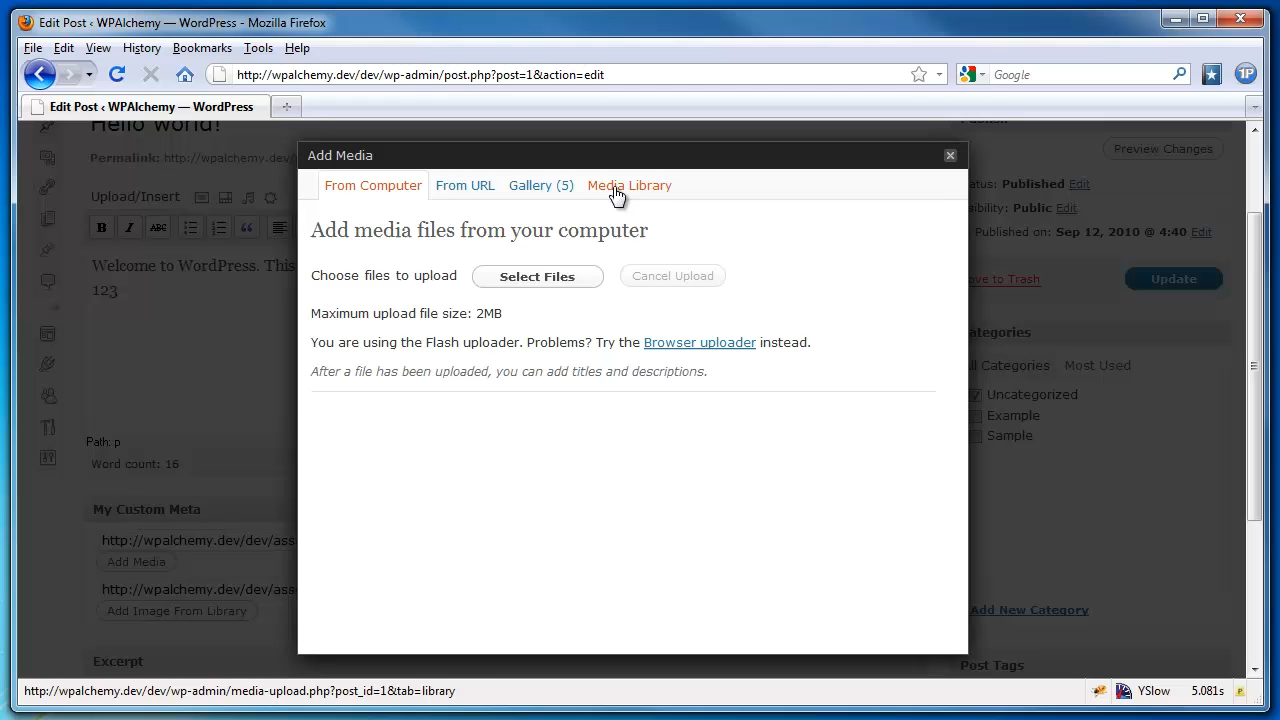 Edit Post ‹ WPAlchemy — WordPress - Mozilla Firefox
File Edit View History Bookmarks Tools Help
http://wpalchemy.dev/dev/wp-admin/post.php?post=1&action=edit
Google
Edit Post ‹ WPAlchemy — WordPress
Hello world!
Permalink: http://wpalchemy.dev/dev/
Preview Changes
Add Media
From Computer From URL Gallery (5) Media Library
Upload/Insert
atus: Published Edit
sibility: Public Edit
B I ABC
Published on: Sep 12, 2010 @ 4:40 Edit
Add media files from your computer
Welcome to WordPress. This
123
Choose files to upload Select Files Cancel Upload
ove to Trash Update
Maximum upload file size: 2MB
You are using the Flash uploader. Problems? Try the Browser uploader instead.
After a file has been uploaded, you can add titles and descriptions.
ategories
ll Categories Most Used
Uncategorized
Example
Sample
Path: p
Word count: 16
My Custom Meta
http://wpalchemy.dev/dev/ass
Add Media
http://wpalchemy.dev/dev/ass
Add Image From Library
Add New Category
Excerpt
Post Tags
http://wpalchemy.dev/dev/wp-admin/media-upload.php?post_id=1&tab=library
YSlow 5.081s